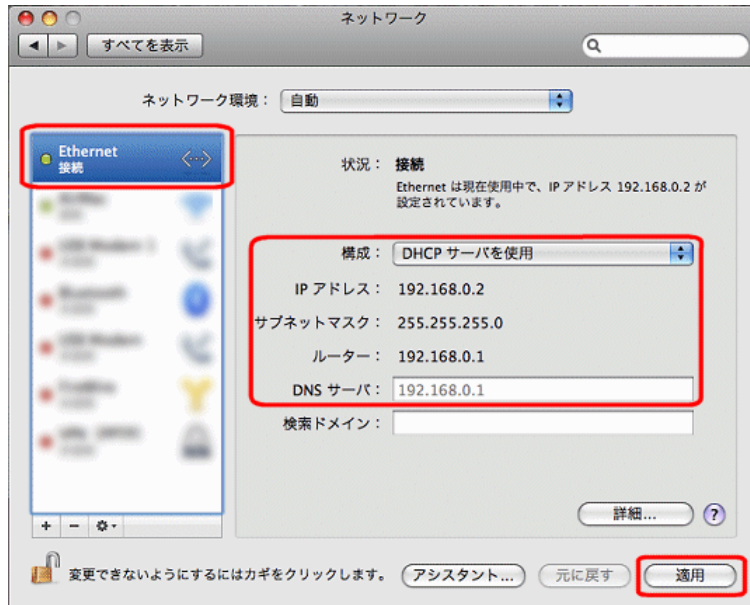 ネットワーク
すべてを表示
ネットワーク環境： 自動
Ethernet
接続
状況： 接続
Ethernet は現在使用中で、IP アドレス 192.168.0.2 が
設定されています。
構成： DHCP サーバを使用
IP アドレス： 192.168.0.2
サブネットマスク： 255.255.255.0
ルーター： 192.168.0.1
DNS サーバ： 192.168.0.1
検索ドメイン：
詳細... ?
変更できないようにするにはカギをクリックします。 アシスタント... 元に戻す 適用